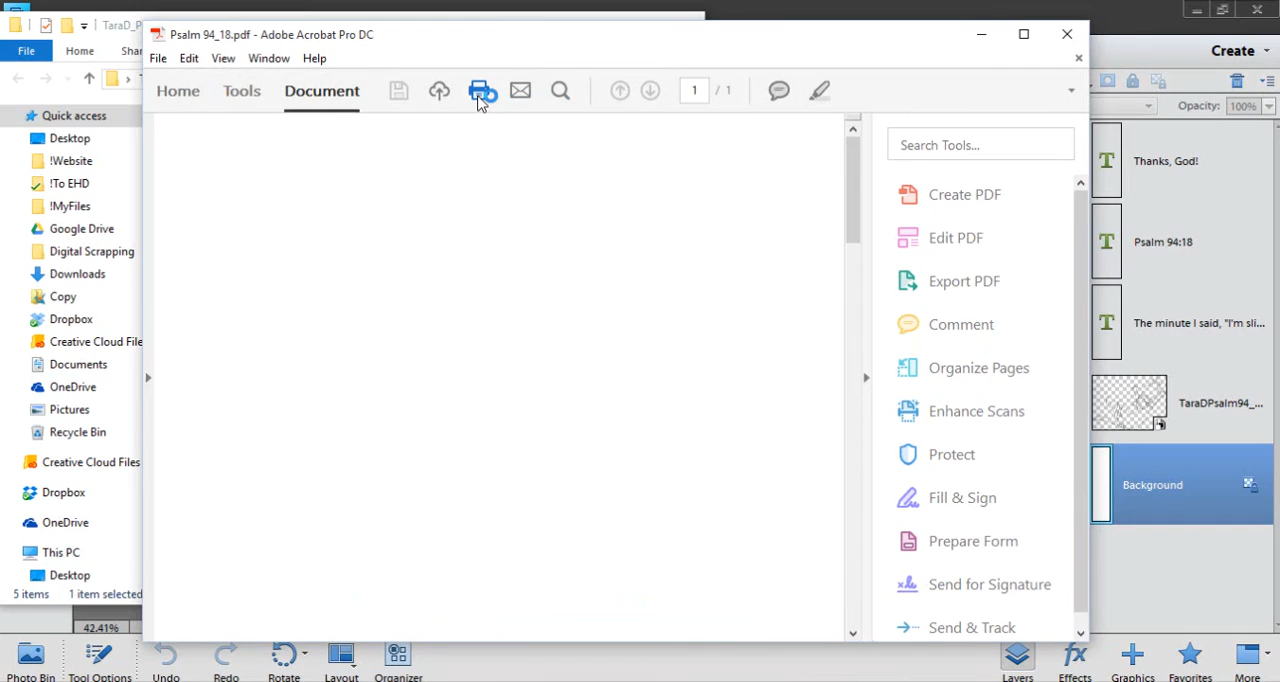 TaraD_P
File
Home
Shar
T
Quick access
Desktop
!Website
!To EHD
!MyFiles
Google Drive
Digital Scrapping
Downloads
Copy
Dropbox
Creative Cloud File
Documents
OneDrive
Pictures
Recycle Bin
Creative Cloud Files
Dropbox
OneDrive
This PC
Desktop
5 items 1 item selected
Psalm 94_18.pdf - Adobe Acrobat Pro DC
File Edit View Window Help
Home Tools Document 1 / 1
Search Tools...
Create PDF
Edit PDF
Export PDF
Comment
Organize Pages
Enhance Scans
Protect
Fill & Sign
Prepare Form
Send for Signature
Send & Track
Create
Opacity: 100%
T Thanks, God!
T Psalm 94:18
T The minute I said, "I'm sli...
TaraDPsalm94_...
Background
42.41%
Photo Bin Tool Options Undo Redo Rotate Layout Organizer Layers Effects Graphics Favorites More
fx